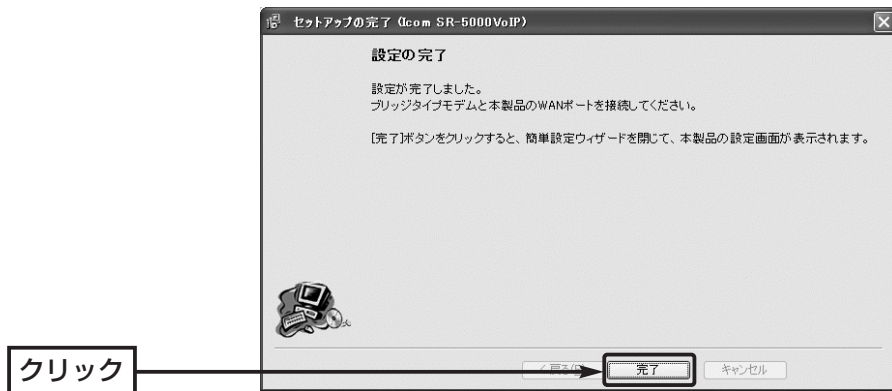 セットアップの完了 (Icom SR-5000VoIP)
設定の完了
設定が完了しました。
ブリッジタイプモデムと本製品のWANポートを接続してください。
[完了]ボタンをクリックすると、簡単設定ウィザードを閉じて、本製品の設定画面が表示されます。
クリック
< 戻る(B)
完了
キャンセル